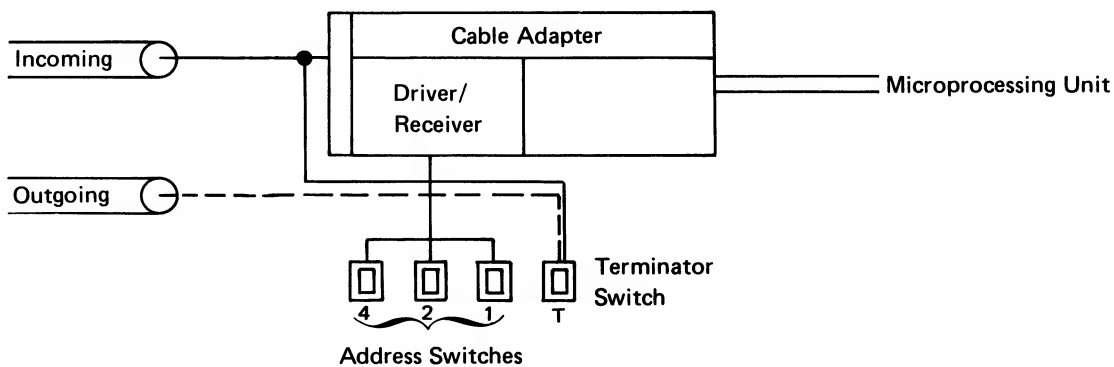 Incoming
Cable Adapter
Driver/
Receiver
Microprocessing Unit
Outgoing
4 2 1 T
Terminator
Switch
Address Switches